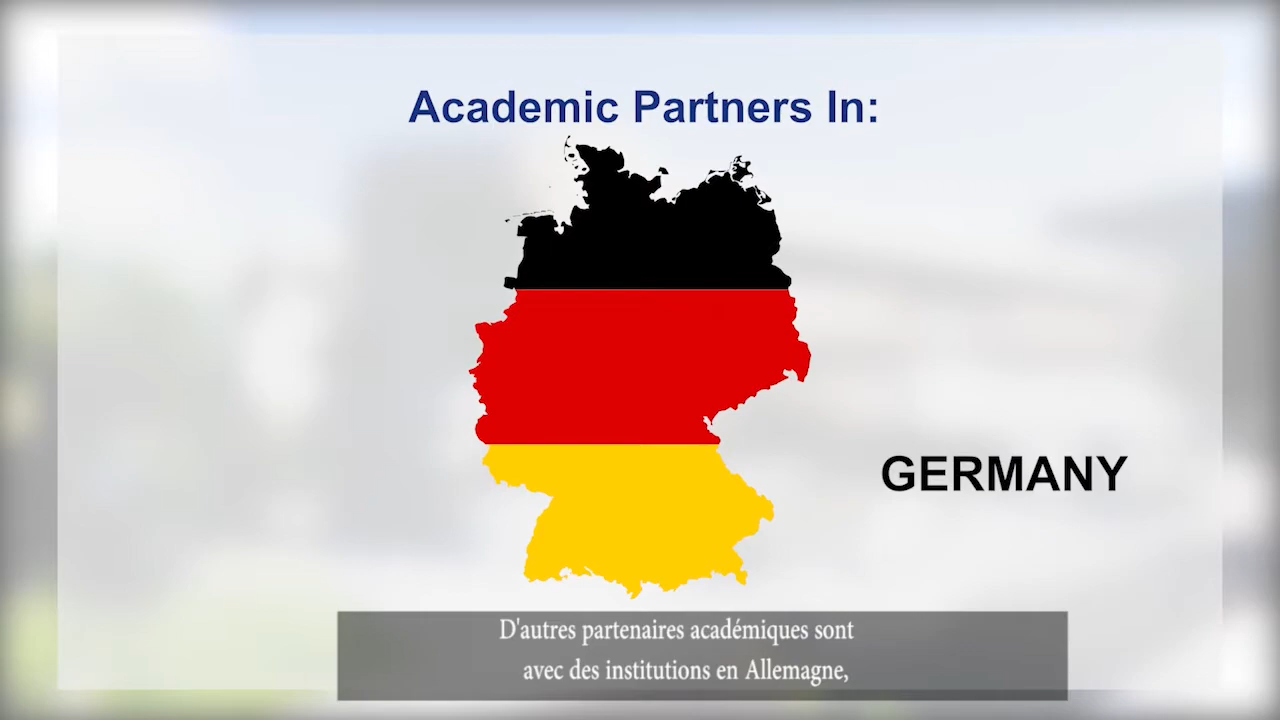 Academic Partners In:
GERMANY
D'autres partenaires académiques sont
avec des institutions en Allemagne,